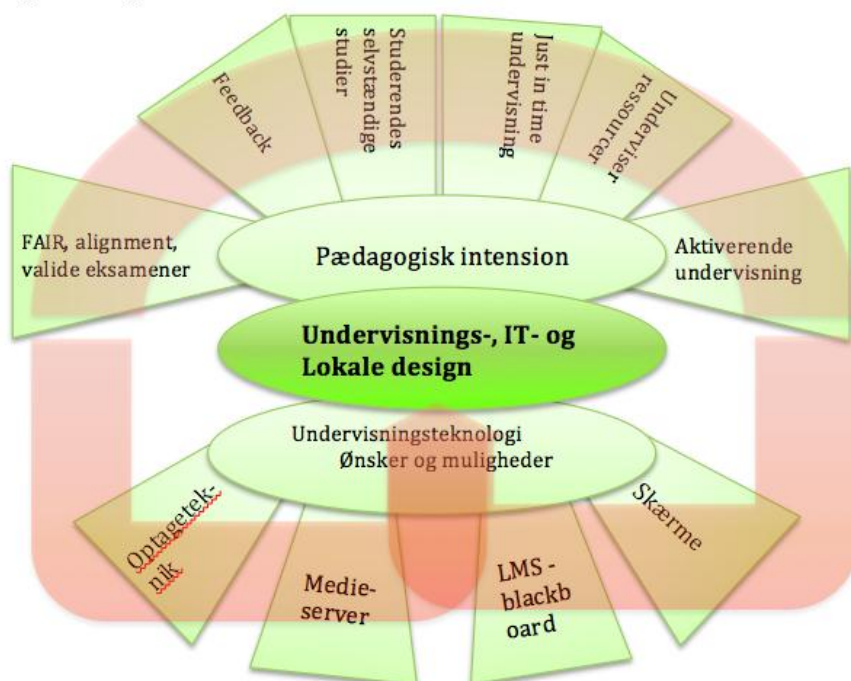 Feedback
Studerendes
selvstændige
studier
Just in time
undervisning
Underviser
ressourcer
FAIR, alignment,
valide eksamener
Pædagogisk intension
Aktiverende
undervisning
Undervisnings-, IT- og
Lokale design
Undervisningsteknologi
Ønsker og muligheder
Optagetek-
nik
Medie-
server
LMS -
blackb
oard
Skærme